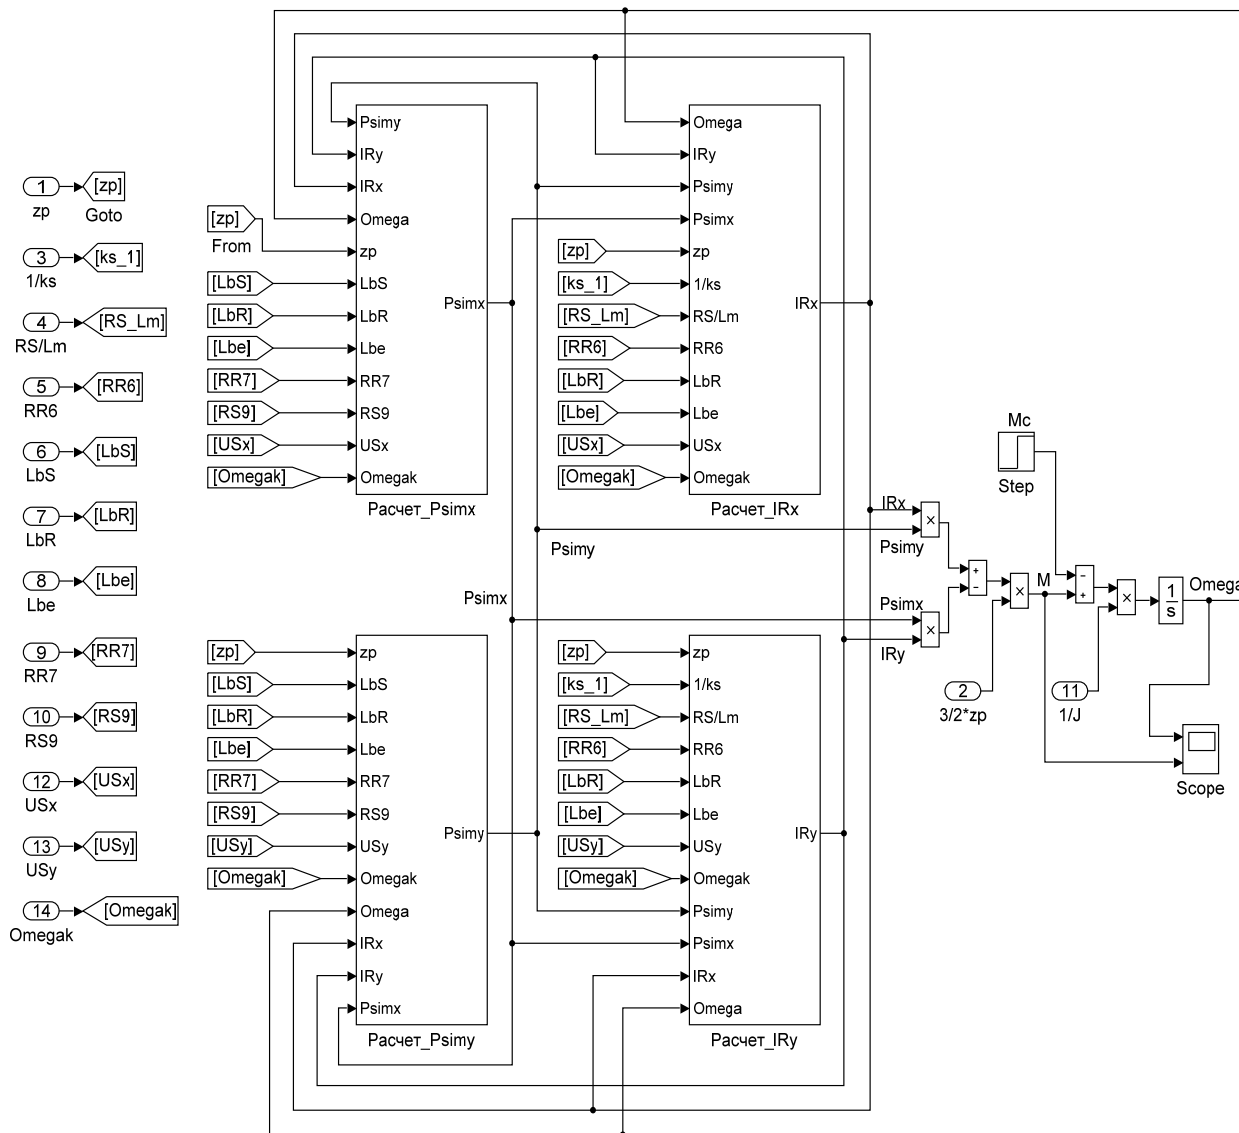 1
[zp]
zp
Goto
3
[ks_1]
1/ks
4
[RS_Lm]
RS/Lm
5
[RR6]
RR6
6
[LbS]
LbS
7
[LbR]
LbR
8
[Lbe]
Lbe
9
[RR7]
RR7
10
[RS9]
RS9
12
[USx]
USx
13
[USy]
USy
14
[Omegak]
Omegak
[zp]
From
[LbS]
[LbR]
[Lbe]
[RR7]
[RS9]
[USx]
[Omegak]
Psimy
IRy
IRx
Omega
zp
LbS
LbR
Lbe
RR7
RS9
USx
Omegak
Psimx
Расчет_Psimx
[zp]
[ks_1]
[RS_Lm]
[RR6]
[LbR]
[Lbe]
[USx]
[Omegak]
Omega
IRy
Psimy
Psimx
zp
1/ks
RS/Lm
RR6
LbR
Lbe
USx
Omegak
IRx
Расчет_IRx
Psimy
Psimx
[zp]
[LbS]
[LbR]
[Lbe]
[RR7]
[RS9]
[USy]
[Omegak]
zp
LbS
LbR
Lbe
RR7
RS9
USy
Omegak
Omega
IRx
IRy
Psimx
Psimy
Расчет_Psimy
[zp]
[ks_1]
[RS_Lm]
[RR6]
[LbR]
[Lbe]
[USy]
[Omegak]
zp
1/ks
RS/Lm
RR6
LbR
Lbe
USy
Omegak
Psimy
Psimx
IRx
Omega
IRy
Расчет_IRy
IRx
Psimy
×
Psimx
IRy
×
+
−
×
2
3/2*zp
M
Mc
Step
−
+
×
11
1/J
1
s
Omega
Scope